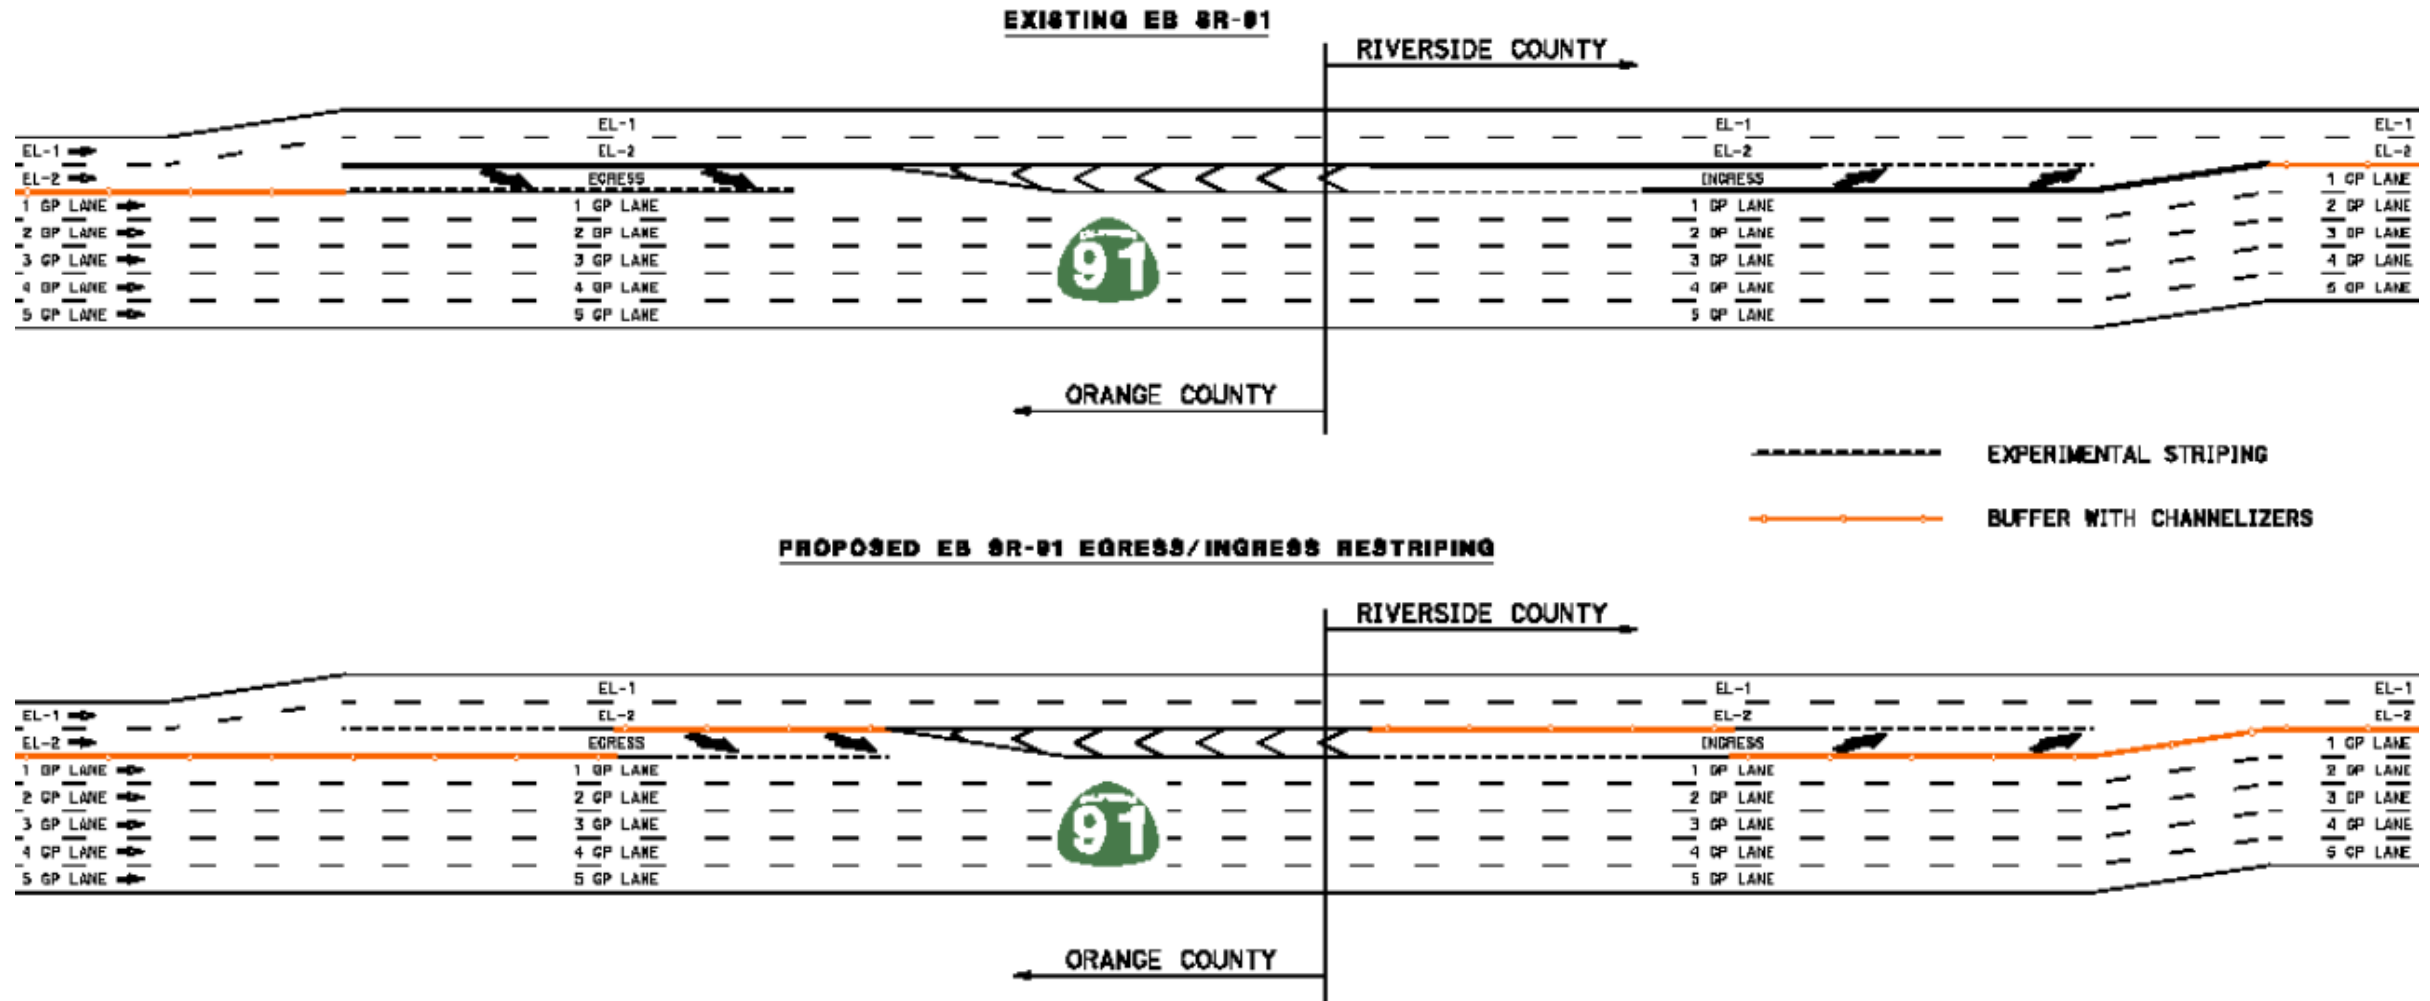 EXISTING EB SR-91
RIVERSIDE COUNTY
EL-1
EL-1
EL-1
EL-1
EL-2
EL-2
EL-2
EL-2
EGRESS
INGRESS
1 GP LANE
1 GP LANE
1 GP LANE
1 GP LANE
2 GP LANE
2 GP LANE
2 GP LANE
2 GP LANE
3 GP LANE
3 GP LANE
3 GP LANE
3 GP LANE
4 GP LANE
4 GP LANE
4 GP LANE
4 GP LANE
5 GP LANE
5 GP LANE
5 GP LANE
5 GP LANE
91
ORANGE COUNTY
EXPERIMENTAL STRIPING
BUFFER WITH CHANNELIZERS
PROPOSED EB SR-91 EGRESS/INGRESS RESTRIPING
RIVERSIDE COUNTY
EL-1
EL-1
EL-1
EL-1
EL-2
EL-2
EL-2
EL-2
EGRESS
INGRESS
1 GP LANE
1 GP LANE
1 GP LANE
1 GP LANE
2 GP LANE
2 GP LANE
2 GP LANE
2 GP LANE
3 GP LANE
3 GP LANE
3 GP LANE
3 GP LANE
4 GP LANE
4 GP LANE
4 GP LANE
4 GP LANE
5 GP LANE
5 GP LANE
5 GP LANE
5 GP LANE
91
ORANGE COUNTY